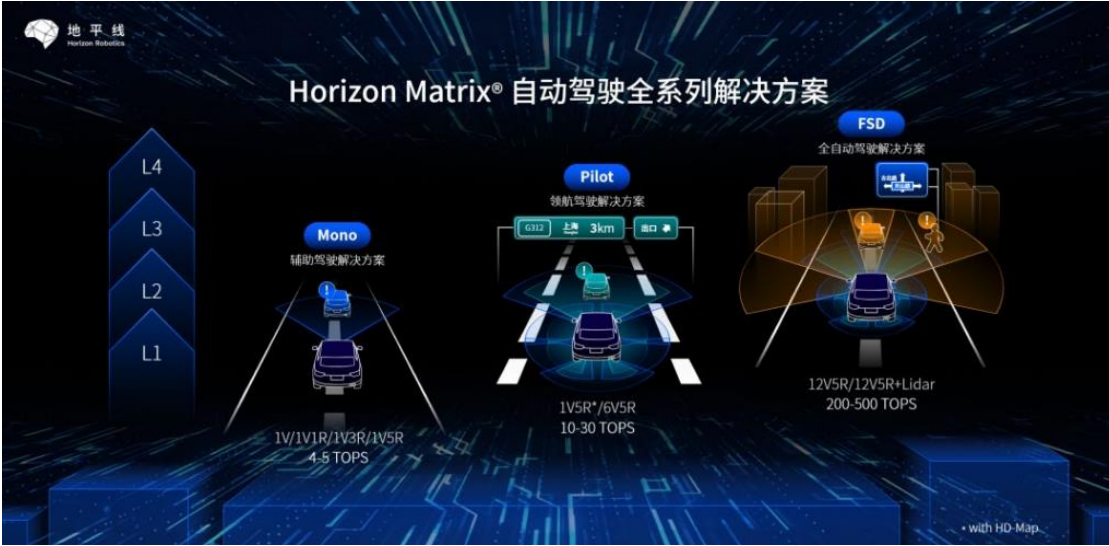 地平线
Horizon Robotics
Horizon Matrix® 自动驾驶全系列解决方案
L4
L3
L2
L1
Mono
辅助驾驶解决方案
1V/1V1R/1V3R/1V5R
4-5 TOPS
Pilot
领航驾驶解决方案
G312 上海 3km 出口
1V5R*/6V5R
10-30 TOPS
FSD
全自动驾驶解决方案
12V5R/12V5R+Lidar
200-500 TOPS
* with HD-Map